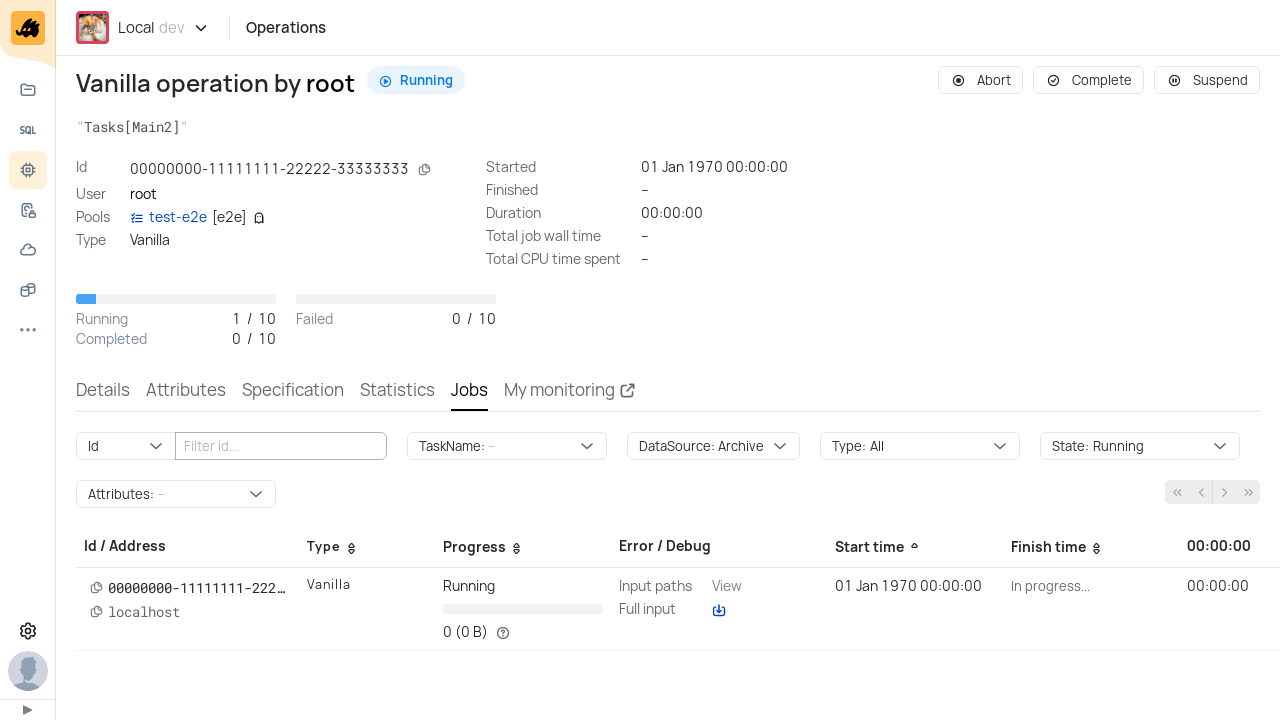 Local dev
Operations
SQL
Vanilla operation by root
Running
Abort
Complete
Suspend
"Tasks[Main2]"
Id 00000000-11111111-22222-33333333
User root
Pools test-e2e [e2e]
Type Vanilla
Started 01 Jan 1970 00:00:00
Finished –
Duration 00:00:00
Total job wall time –
Total CPU time spent –
Running 1 / 10
Completed 0 / 10
Failed 0 / 10
Details Attributes Specification Statistics Jobs My monitoring
Id Filter id... TaskName: – DataSource: Archive Type: All State: Running
Attributes: –
Id / Address Type Progress Error / Debug Start time Finish time 00:00:00
00000000-11111111-222…
localhost
Vanilla
Running
0 (0 B)
Input paths View
Full input
01 Jan 1970 00:00:00
In progress...
00:00:00